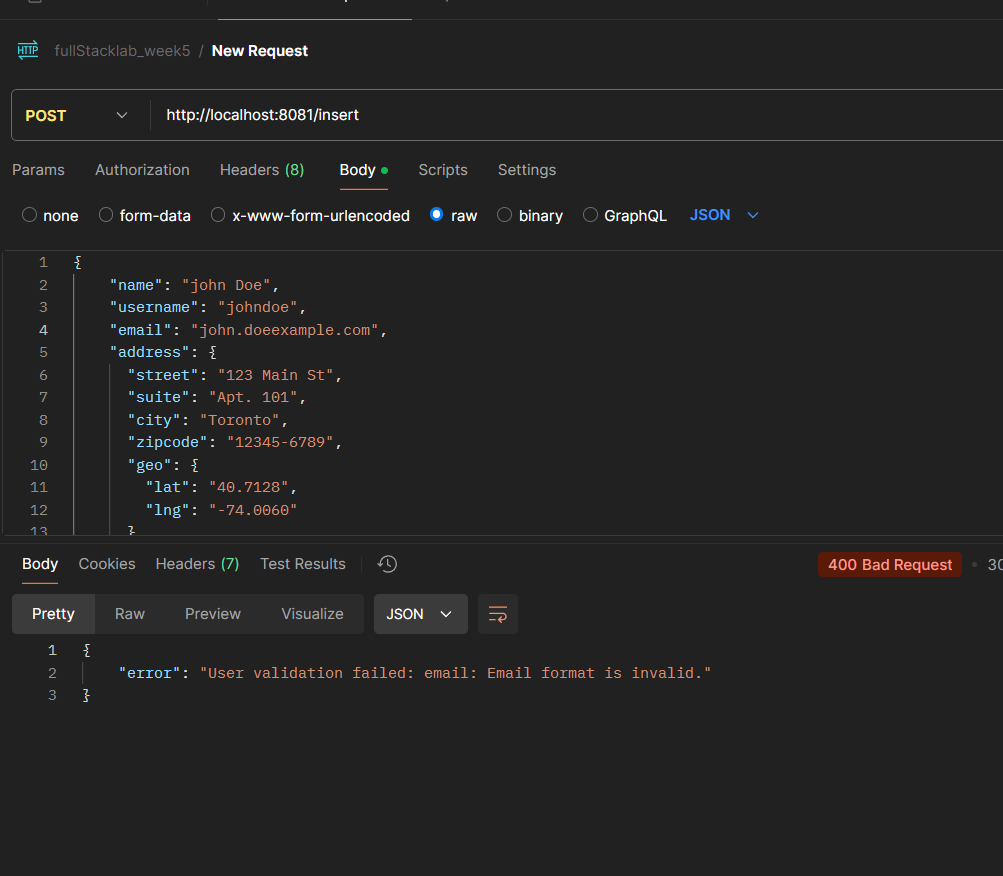 HTTP fullStacklab_week5 / New Request
POST http://localhost:8081/insert
Params Authorization Headers (8) Body Scripts Settings
none form-data x-www-form-urlencoded raw binary GraphQL JSON
1 {
2 "name": "john Doe",
3 "username": "johndoe",
4 "email": "john.doeexample.com",
5 "address": {
6 "street": "123 Main St",
7 "suite": "Apt. 101",
8 "city": "Toronto",
9 "zipcode": "12345-6789",
10 "geo": {
11 "lat": "40.7128",
12 "lng": "-74.0060"
13 }
Body Cookies Headers (7) Test Results 400 Bad Request • 30
Pretty Raw Preview Visualize JSON
1 {
2 "error": "User validation failed: email: Email format is invalid."
3 }